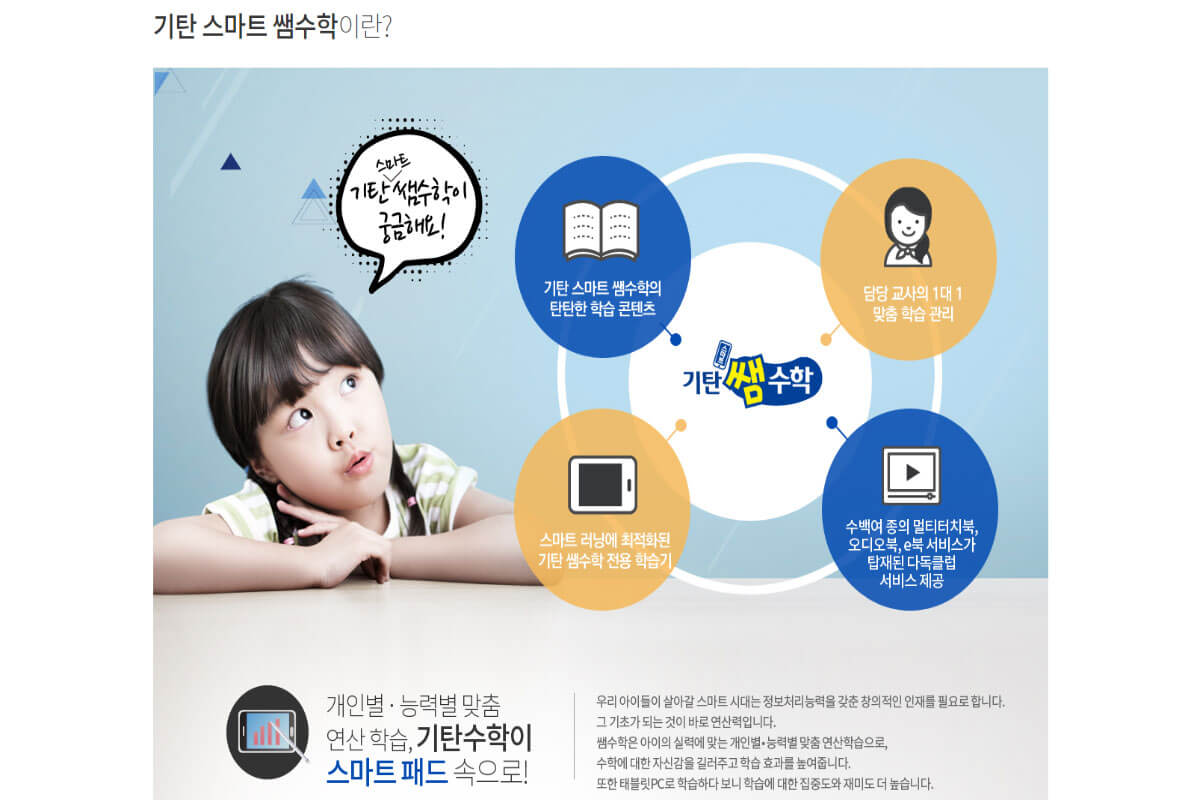 기탄 스마트 쌤수학이란?
스마트
기탄 쌤수학이
궁금해요!
기탄 스마트 쌤수학의
탄탄한 학습 콘텐츠
담당 교사의 1대 1
맞춤 학습 관리
스마트
기탄 쌤 수학
스마트 러닝에 최적화된
기탄 쌤수학 전용 학습기
수백여 종의 멀티터치북,
오디오북, e북 서비스가
탑재된 다독클럽
서비스 제공
개인별 · 능력별 맞춤
연산 학습, 기탄수학이
스마트 패드 속으로!
우리 아이들이 살아갈 스마트 시대는 정보처리능력을 갖춘 창의적인 인재를 필요로 합니다.
그 기초가 되는 것이 바로 연산력입니다.
쌤수학은 아이의 실력에 맞는 개인별•능력별 맞춤 연산학습으로,
수학에 대한 자신감을 길러주고 학습 효과를 높여줍니다.
또한 태블릿PC로 학습하다 보니 학습에 대한 집중도와 재미도 더 높습니다.